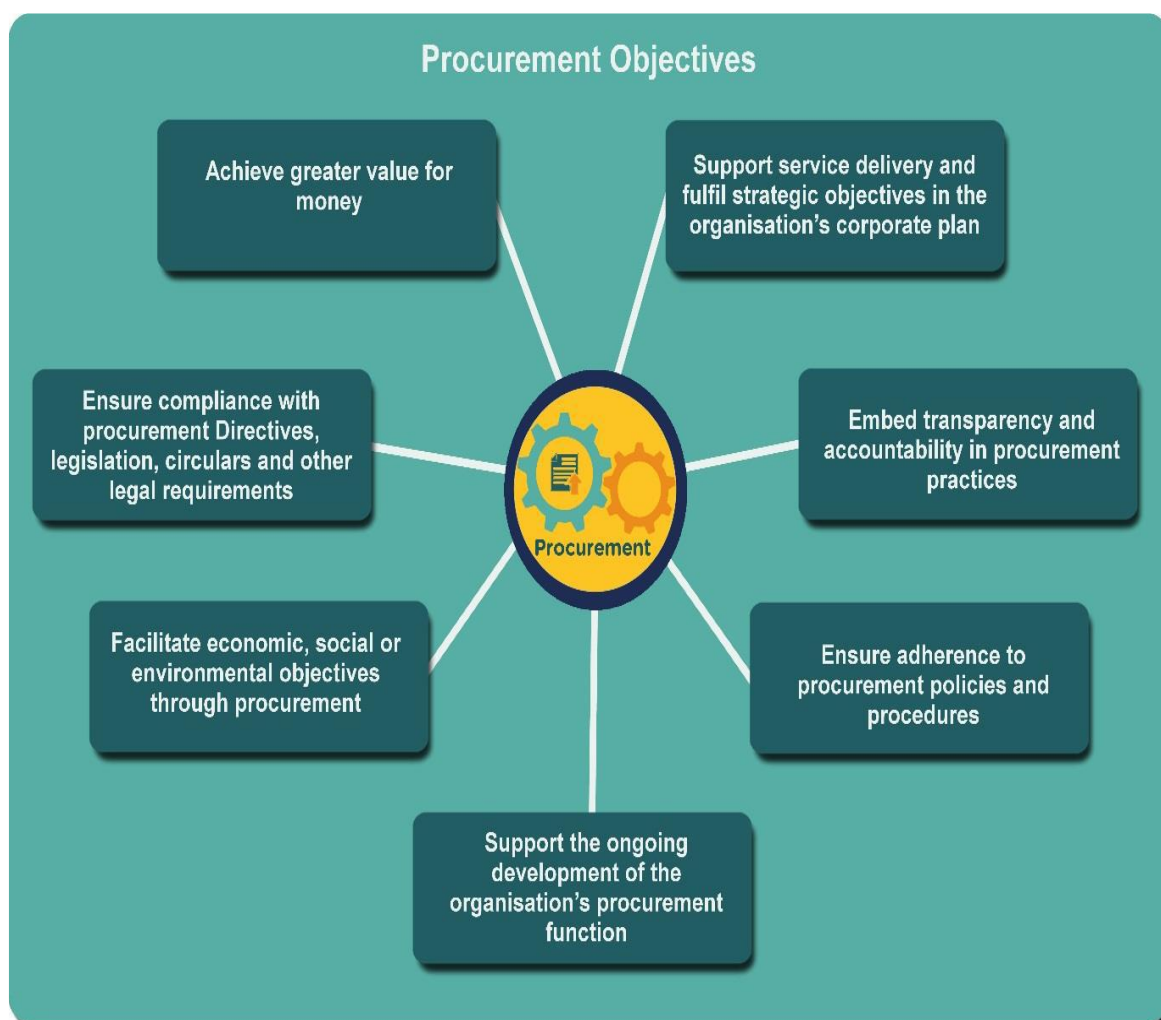 Procurement Objectives
Achieve greater value for
money
Support service delivery and
fulfil strategic objectives in the
organisation's corporate plan
Ensure compliance with
procurement Directives,
legislation, circulars and other
legal requirements
Embed transparency and
accountability in procurement
practices
Procurement
Facilitate economic, social or
environmental objectives
through procurement
Ensure adherence to
procurement policies and
procedures
Support the ongoing
development of the
organisation's procurement
function